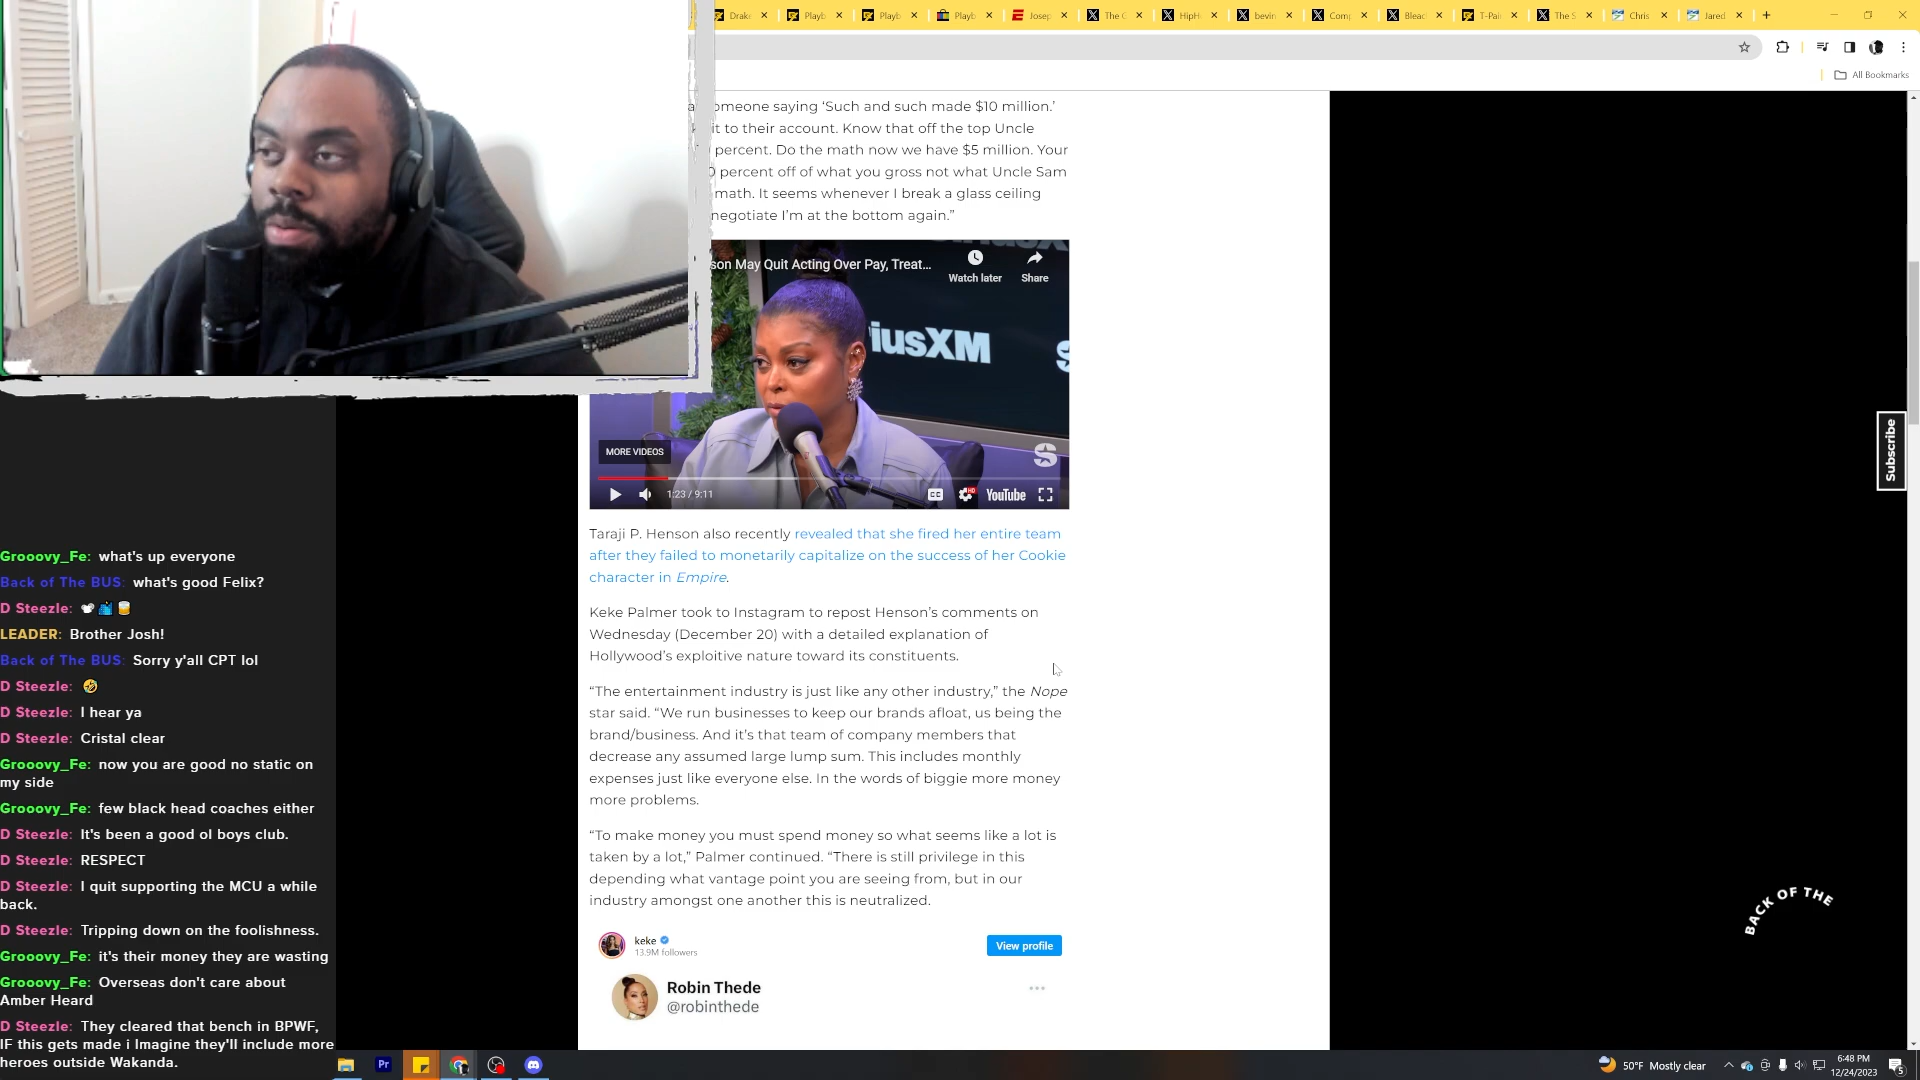 Drake
Playb
Playb
Playb
Josep
The G
HipH
bevin
Comp
Bleac
T-Pai
The S
Chris
Jared
All Bookmarks
omeone saying ‘Such and such made $10 million.’
it to their account. Know that off the top Uncle
percent. Do the math now we have $5 million. Your
0 percent off of what you gross not what Uncle Sam
math. It seems whenever I break a glass ceiling
negotiate I’m at the bottom again.”
son May Quit Acting Over Pay, Treat...
Watch later
Share
iusXM
MORE VIDEOS
1:23 / 9:11
CC
HD
YouTube
Taraji P. Henson also recently revealed that she fired her entire team
after they failed to monetarily capitalize on the success of her Cookie
character in Empire.
Keke Palmer took to Instagram to repost Henson’s comments on
Wednesday (December 20) with a detailed explanation of
Hollywood’s exploitive nature toward its constituents.
“The entertainment industry is just like any other industry,” the Nope
star said. “We run businesses to keep our brands afloat, us being the
brand/business. And it’s that team of company members that
decrease any assumed large lump sum. This includes monthly
expenses just like everyone else. In the words of biggie more money
more problems.
“To make money you must spend money so what seems like a lot is
taken by a lot,” Palmer continued. “There is still privilege in this
depending what vantage point you are seeing from, but in our
industry amongst one another this is neutralized.
keke
13.9M followers
View profile
Robin Thede
@robinthede
Subscribe
BACK OF THE
Grooovy_Fe: what's up everyone
Back of The BUS: what's good Felix?
D Steezle:
LEADER: Brother Josh!
Back of The BUS: Sorry y'all CPT lol
D Steezle:
D Steezle: I hear ya
D Steezle: Cristal clear
Grooovy_Fe: now you are good no static on
my side
Grooovy_Fe: few black head coaches either
D Steezle: It's been a good ol boys club.
D Steezle: RESPECT
D Steezle: I quit supporting the MCU a while
back.
D Steezle: Tripping down on the foolishness.
Grooovy_Fe: it's their money they are wasting
Grooovy_Fe: Overseas don't care about
Amber Heard
D Steezle: They cleared that bench in BPWF,
IF this gets made i Imagine they'll include more
heroes outside Wakanda.
Pr
50°F Mostly clear
6:48 PM
12/24/2023
5